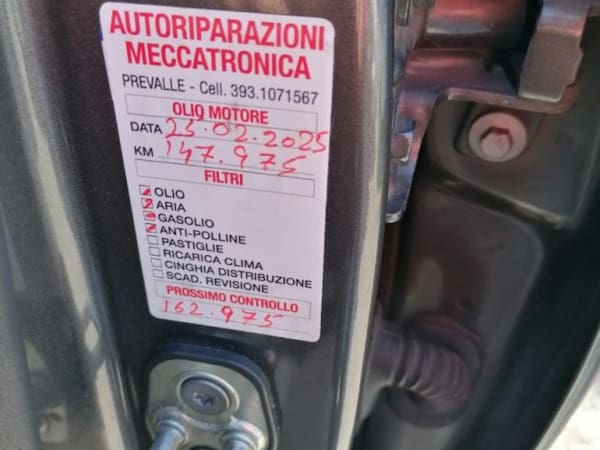 AUTORIPARAZIONI
MECCATRONICA
PREVALLE - Cell. 393.1071567
OLIO MOTORE
DATA 23.02.2025
KM 147.975
FILTRI
OLIO
ARIA
GASOLIO
ANTI-POLLINE
PASTIGLIE
RICARICA CLIMA
CINGHIA DISTRIBUZIONE
SCAD. REVISIONE
PROSSIMO CONTROLLO
162.975